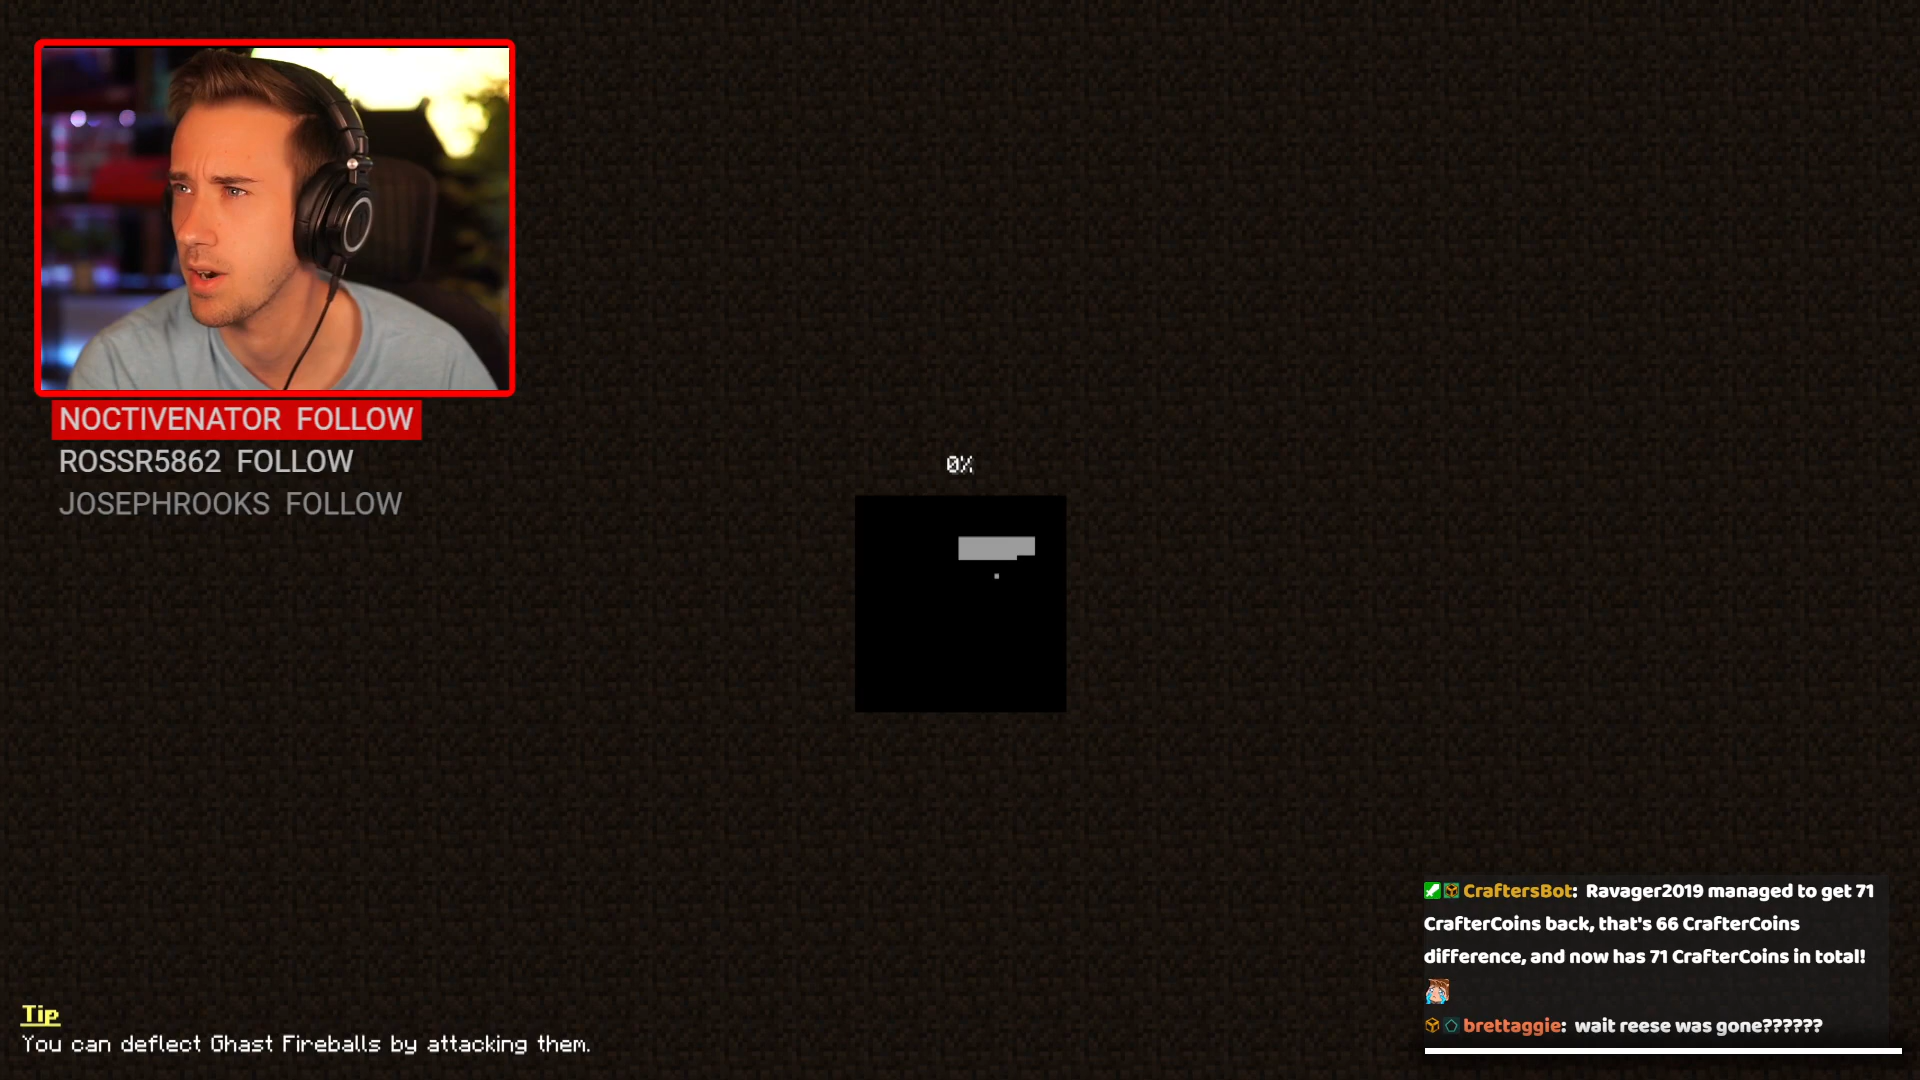 NOCTIVENATOR FOLLOW
ROSSR5862 FOLLOW
JOSEPHROOKS FOLLOW
0%
Tip
You can deflect Ghast Fireballs by attacking them.
CraftersBot: Ravager2019 managed to get 71
CrafterCoins back, that's 66 CrafterCoins
difference, and now has 71 CrafterCoins in total!
brettaggie: wait reese was gone??????